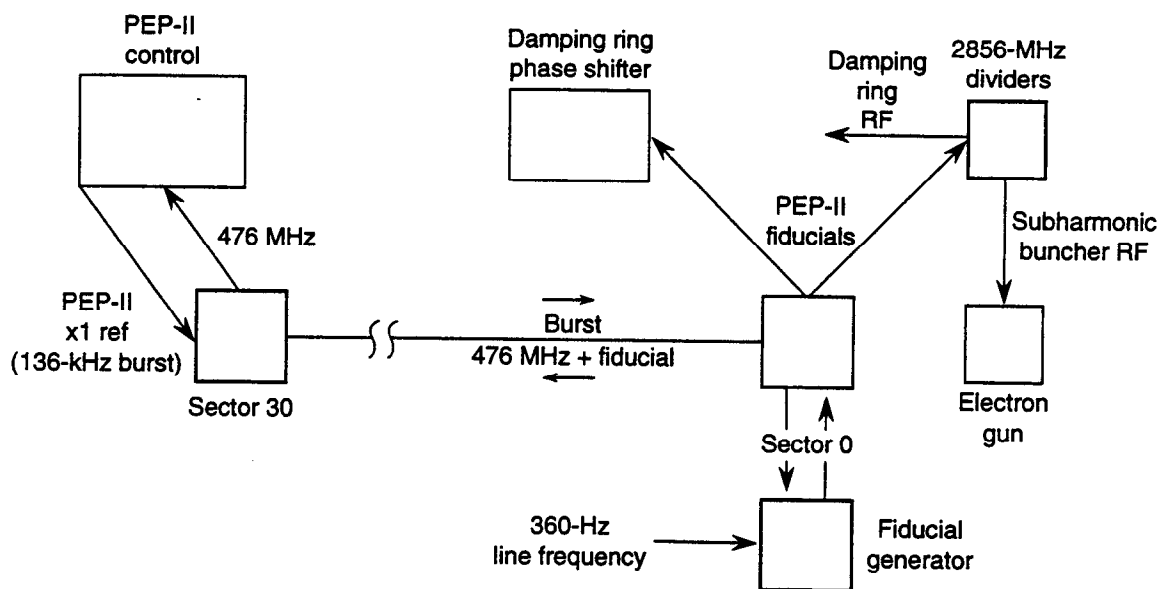 PEP-II
control
Damping ring
phase shifter
Damping
ring
RF
2856-MHz
dividers
476 MHz
PEP-II
fiducials
Subharmonic
buncher RF
PEP-II
x1 ref
(136-kHz burst)
Burst
476 MHz + fiducial
Sector 30
Electron
gun
Sector 0
360-Hz
line frequency
Fiducial
generator